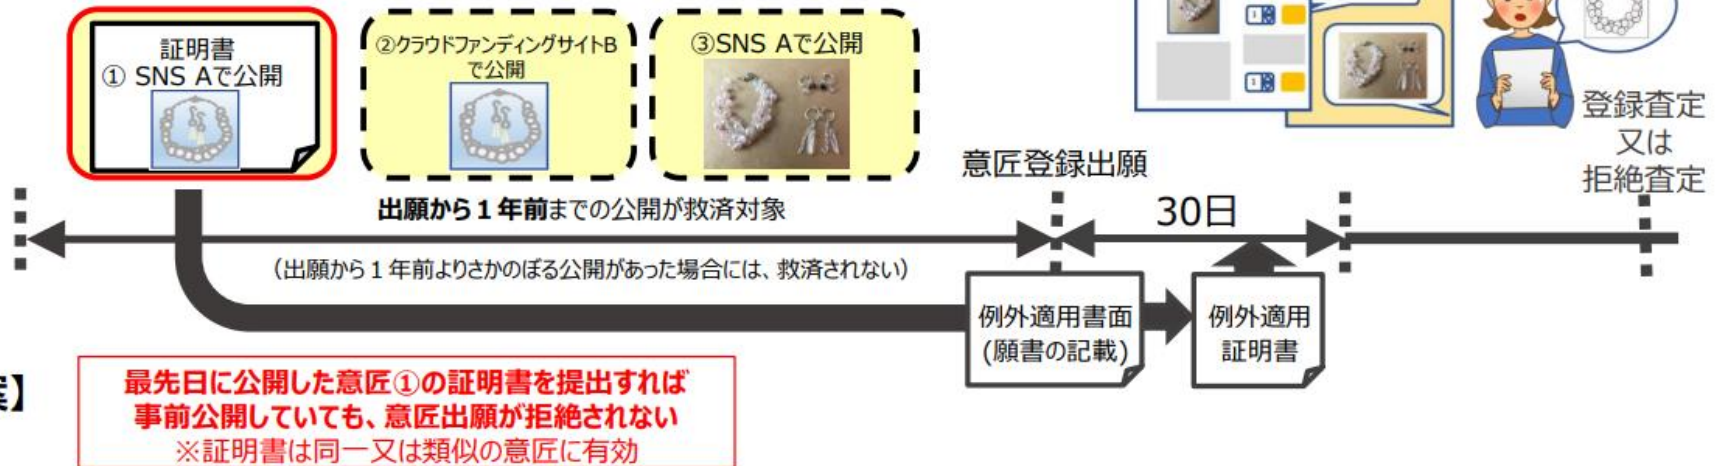 証明書
① SNS Aで公開
②クラウドファンディングサイトB
で公開
③SNS Aで公開
登録査定
又は
拒絶査定
意匠登録出願
出願から１年前までの公開が救済対象
30日
（出願から１年前よりさかのぼる公開があった場合には、救済されない）
例外適用書面
(願書の記載)
例外適用
証明書
案】
最先日に公開した意匠①の証明書を提出すれば
事前公開していても、意匠出願が拒絶されない
※証明書は同一又は類似の意匠に有効